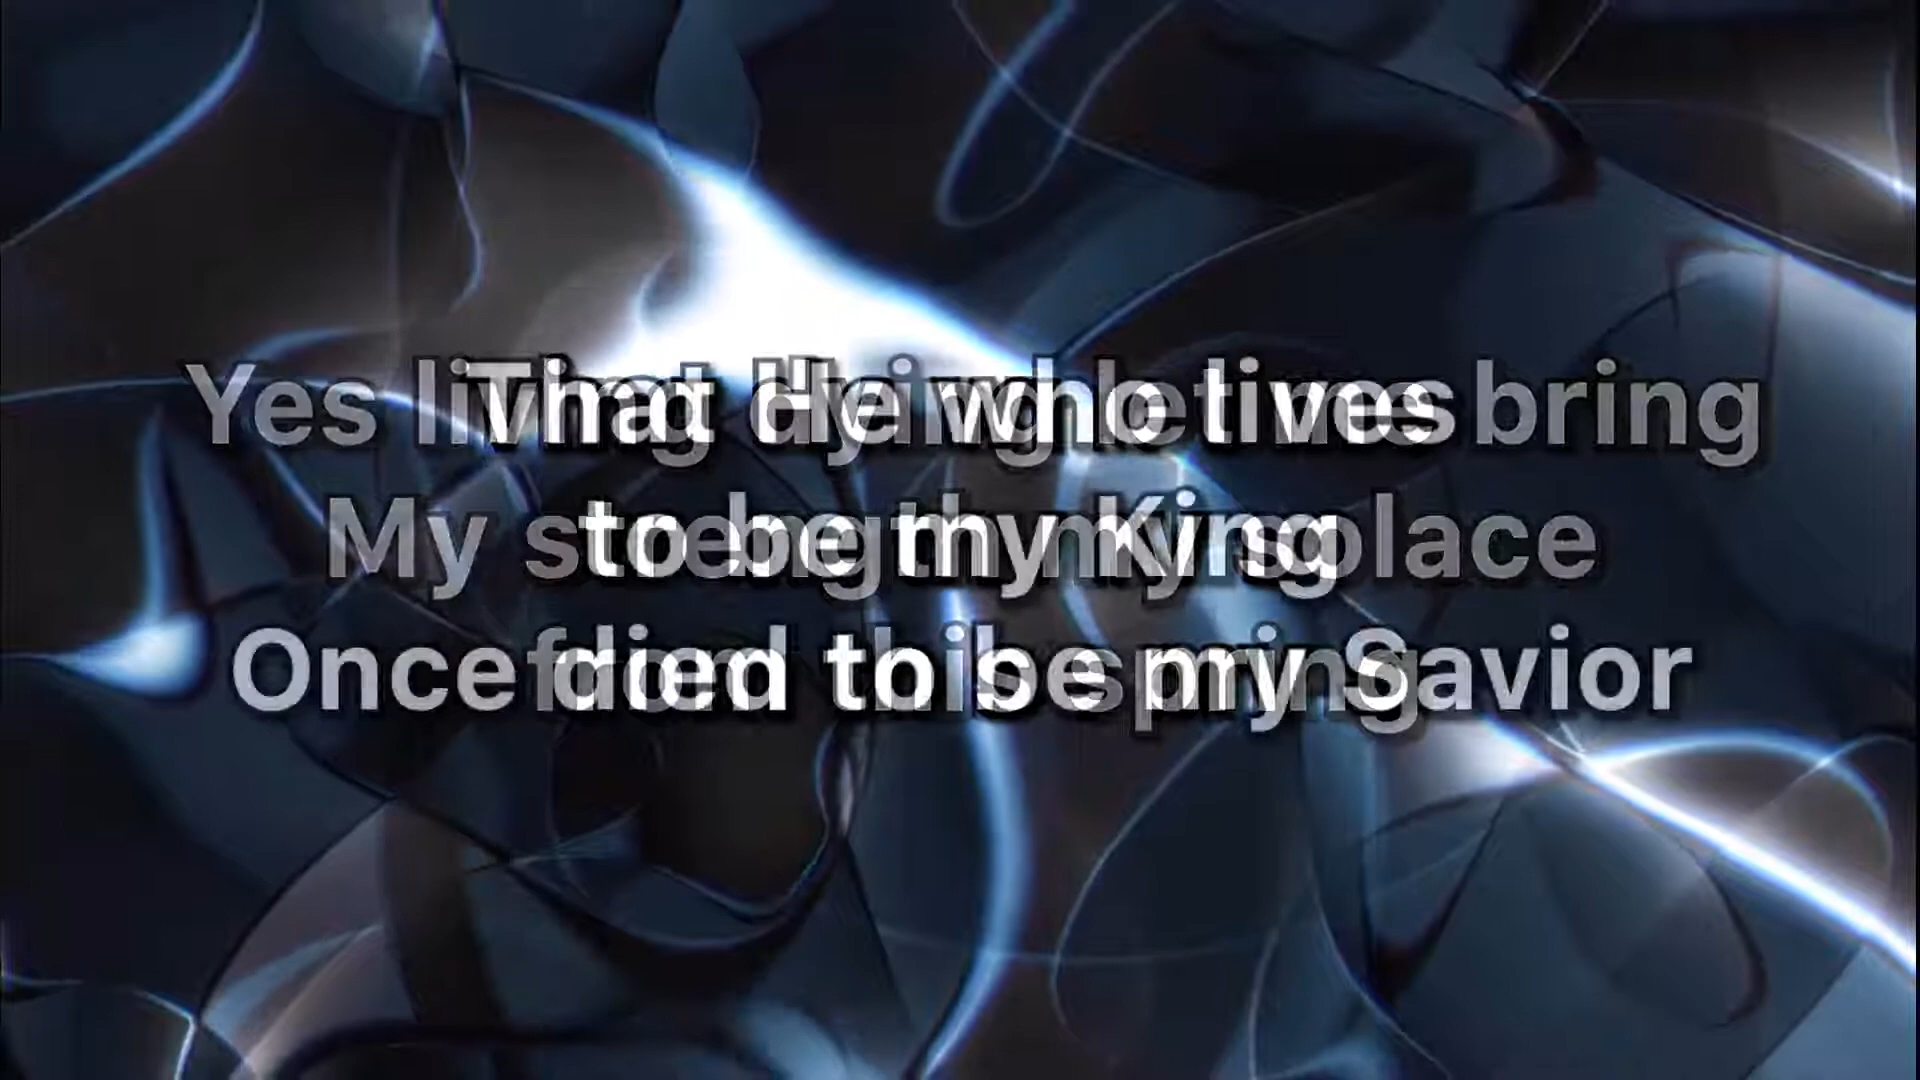 Yes living dying let me bring
My strength my solace
from this spring
That He who lives
to be my King
Once died to be my Savior